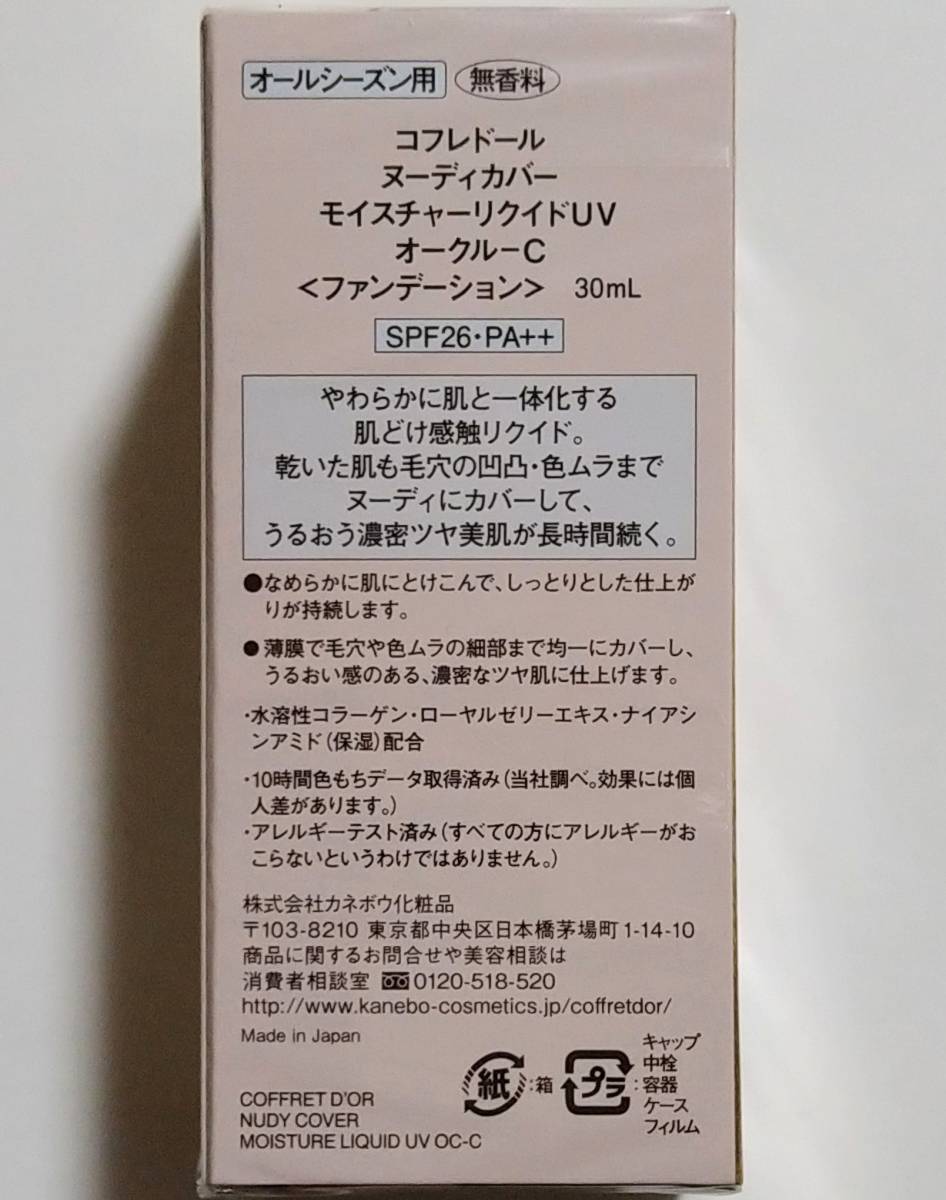 オールシーズン用 無香料
コフレドール
ヌーディカバー
モイスチャーリクイドUV
オークル－C
＜ファンデーション＞ 30mL
SPF26・PA++
やわらかに肌と一体化する
肌どけ感触リクイド。
乾いた肌も毛穴の凹凸・色ムラまで
ヌーディにカバーして、
うるおう濃密ツヤ美肌が長時間続く。
●なめらかに肌にとけこんで、しっとりとした仕上が
りが持続します。
●薄膜で毛穴や色ムラの細部まで均一にカバーし、
うるおい感のある、濃密なツヤ肌に仕上げます。
・水溶性コラーゲン・ローヤルゼリーエキス・ナイアシ
ンアミド（保湿）配合
・10時間色もちデータ取得済み（当社調べ。効果には個
人差があります。）
・アレルギーテスト済み（すべての方にアレルギーがお
こらないというわけではありません。）
株式会社カネボウ化粧品
〒103-8210 東京都中央区日本橋茅場町1-14-10
商品に関するお問合せや美容相談は
消費者相談室 0120-518-520
http://www.kanebo-cosmetics.jp/coffretdor/
Made in Japan
紙：箱
プラ：キャップ
中栓
容器
ケース
フィルム
COFFRET D'OR
NUDY COVER
MOISTURE LIQUID UV OC-C